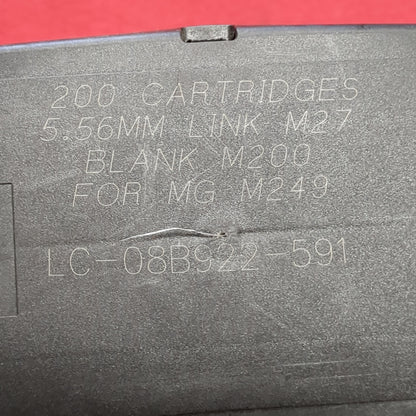 200 CARTRIDGES
5.56MM LINK M27
BLANK M200
FOR MG M249
LC-08B922-591